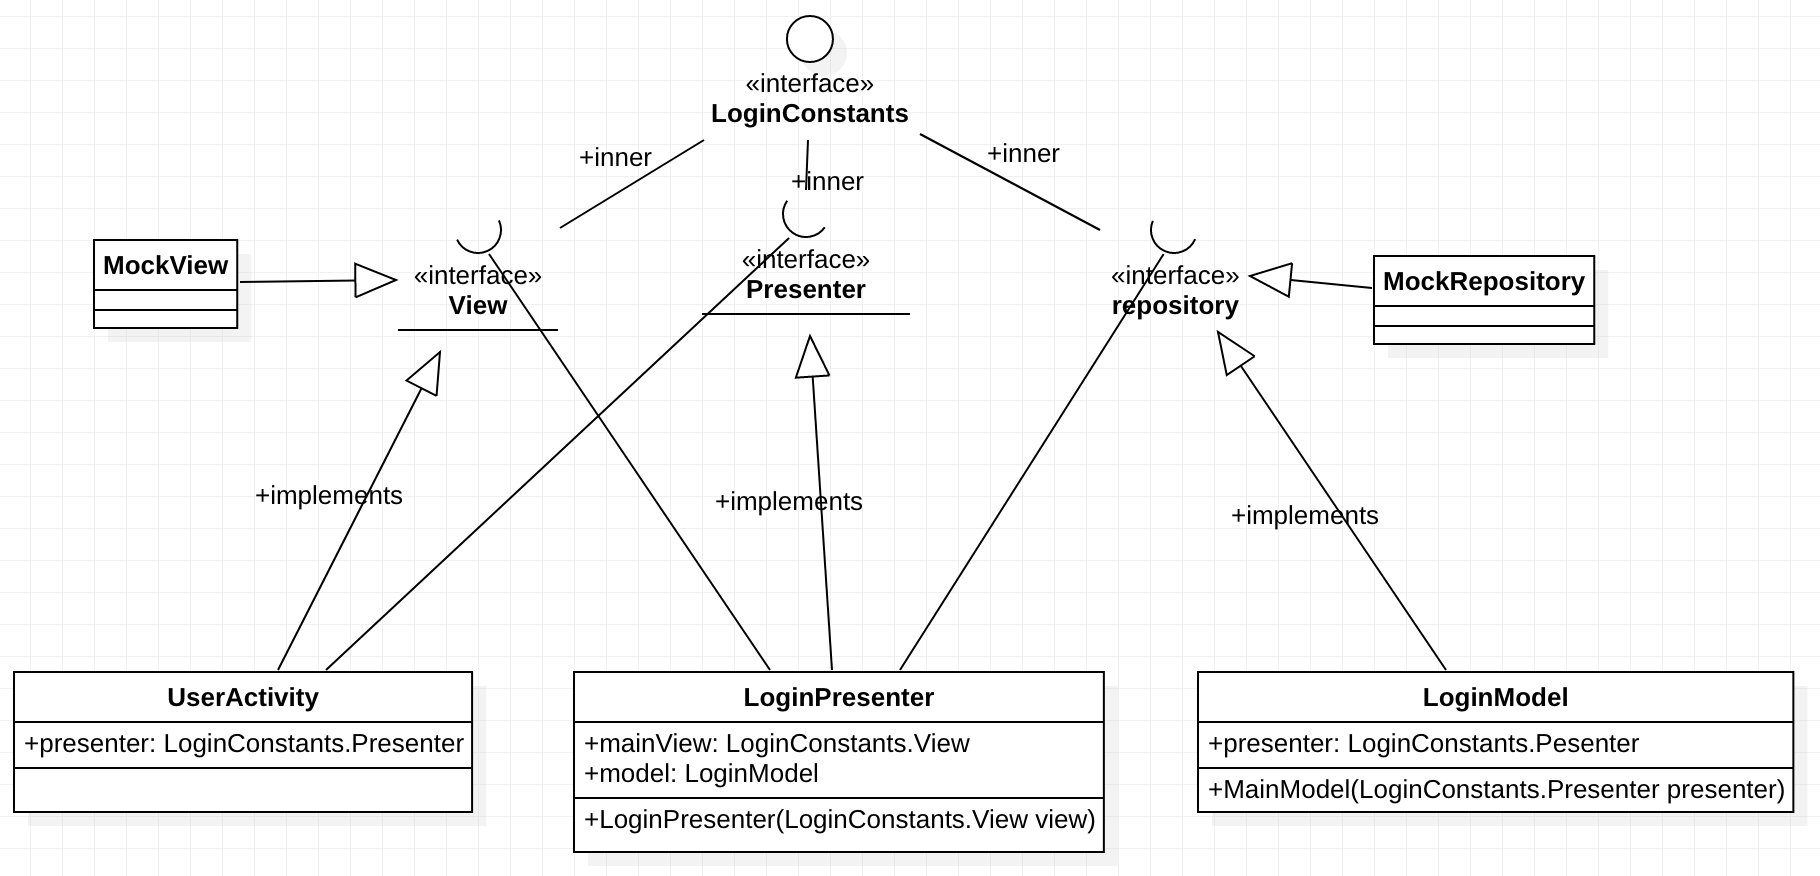 «interface»
LoginConstants
+inner
+inner
+inner
MockView
«interface»
View
«interface»
Presenter
«interface»
repository
MockRepository
+implements
+implements
+implements
UserActivity
+presenter: LoginConstants.Presenter
LoginPresenter
+mainView: LoginConstants.View
+model: LoginModel
+LoginPresenter(LoginConstants.View view)
LoginModel
+presenter: LoginConstants.Pesenter
+MainModel(LoginConstants.Presenter presenter)